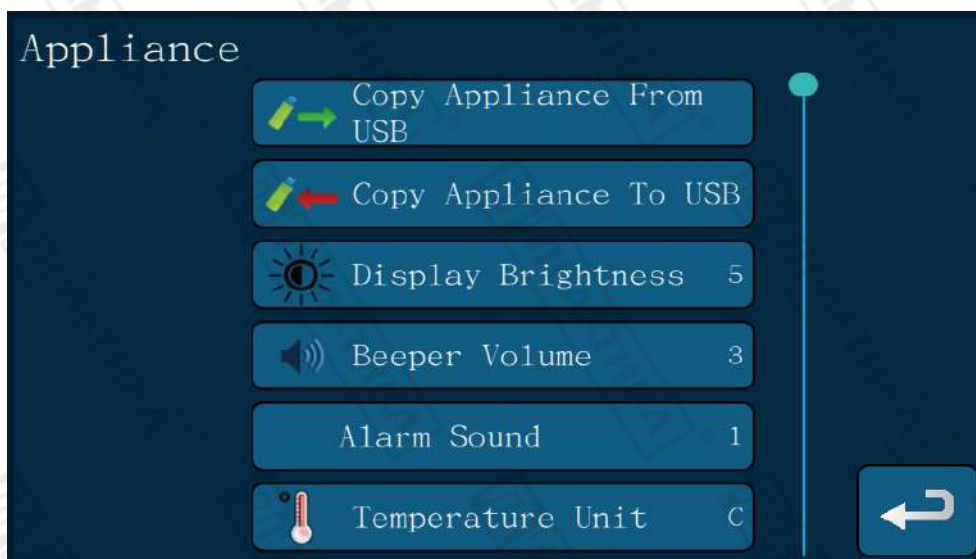 Appliance
Copy Appliance From
USB
Copy Appliance To USB
Display Brightness 5
Beeper Volume 3
Alarm Sound 1
Temperature Unit C